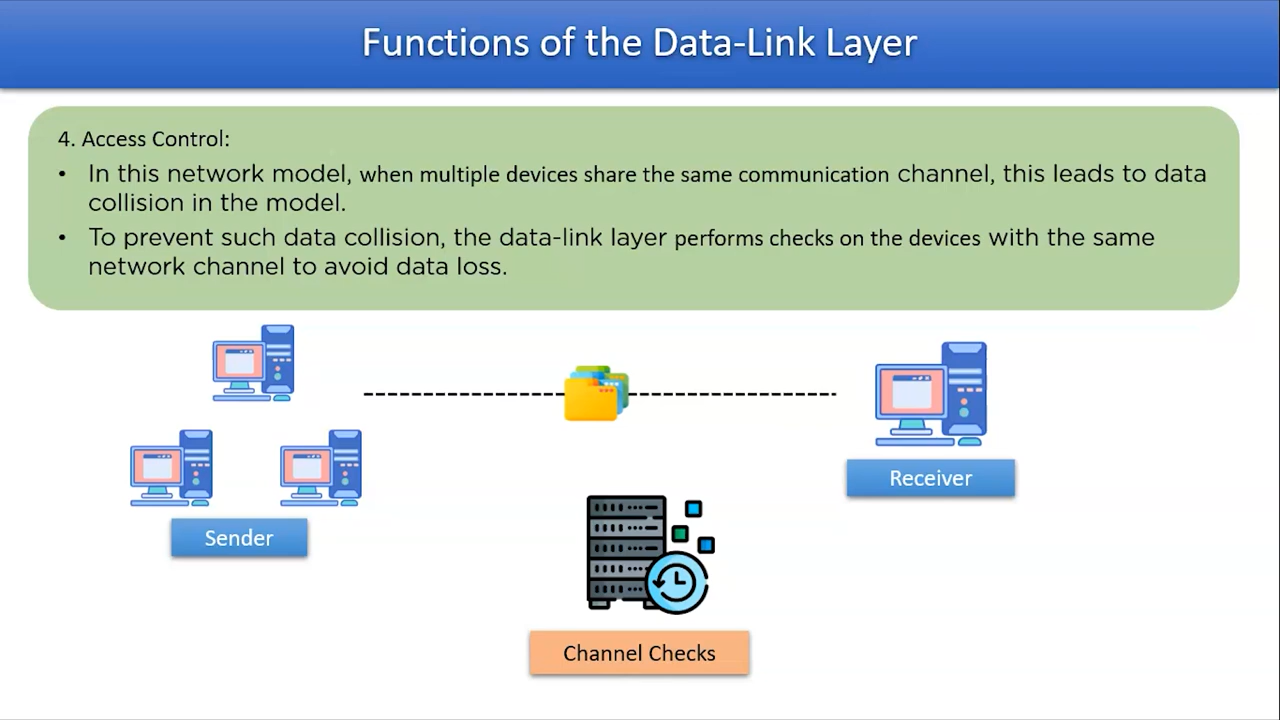 Functions of the Data-Link Layer
4. Access Control:
• In this network model, when multiple devices share the same communication channel, this leads to data
collision in the model.
• To prevent such data collision, the data-link layer performs checks on the devices with the same
network channel to avoid data loss.
Receiver
Sender
Channel Checks